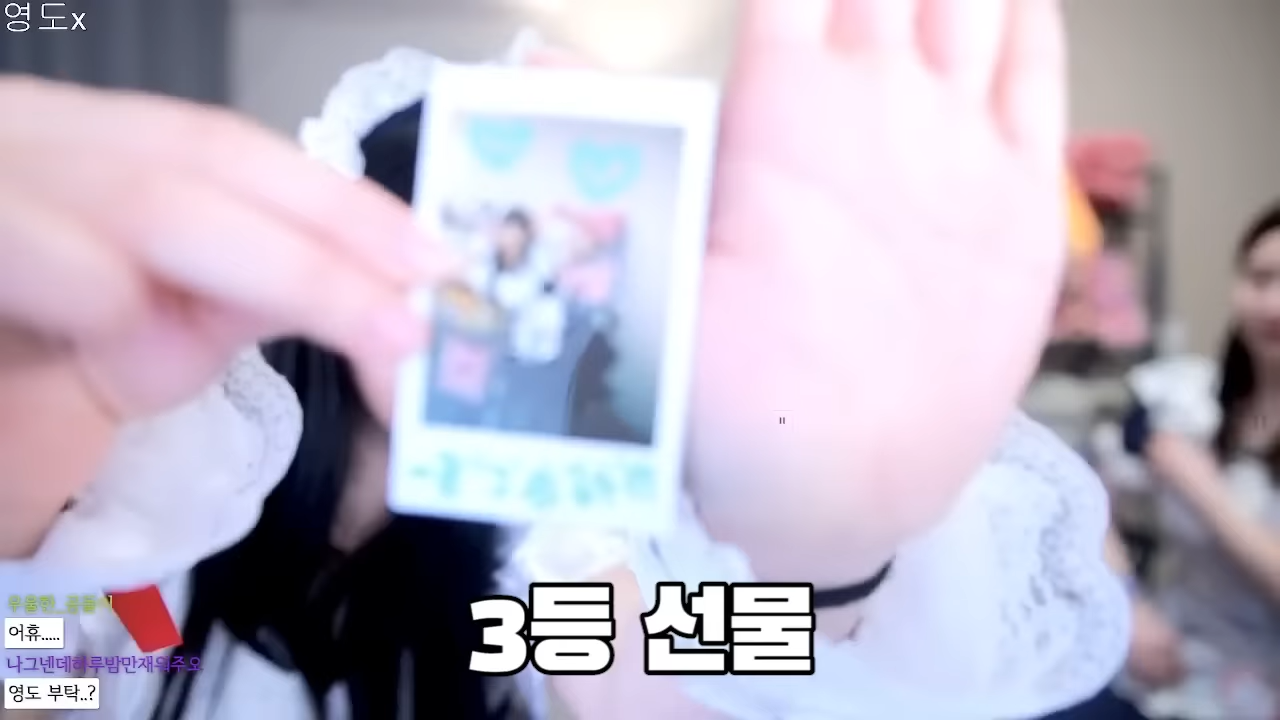 영도x
어휴.....
나그넨데하루밤만재워주오
영도 부탁..?
3등 선물